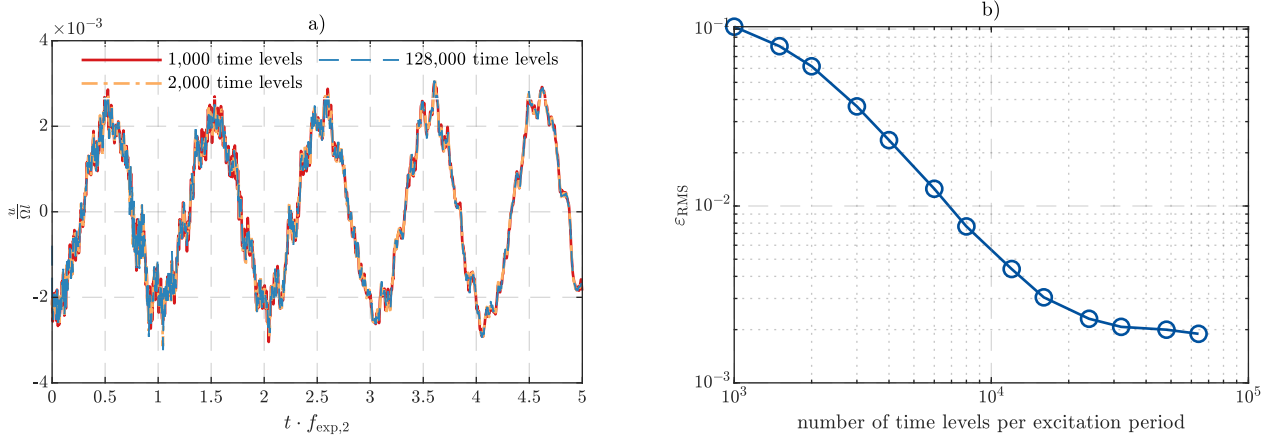 a)
×10⁻³
4
2
0
-2
-4
u/Ωl
1,000 time levels
128,000 time levels
2,000 time levels
0 0.5 1 1.5 2 2.5 3 3.5 4 4.5 5
t · f_exp,2
b)
10⁻¹
10⁻²
10⁻³
ε_RMS
10³ 10⁴ 10⁵
number of time levels per excitation period